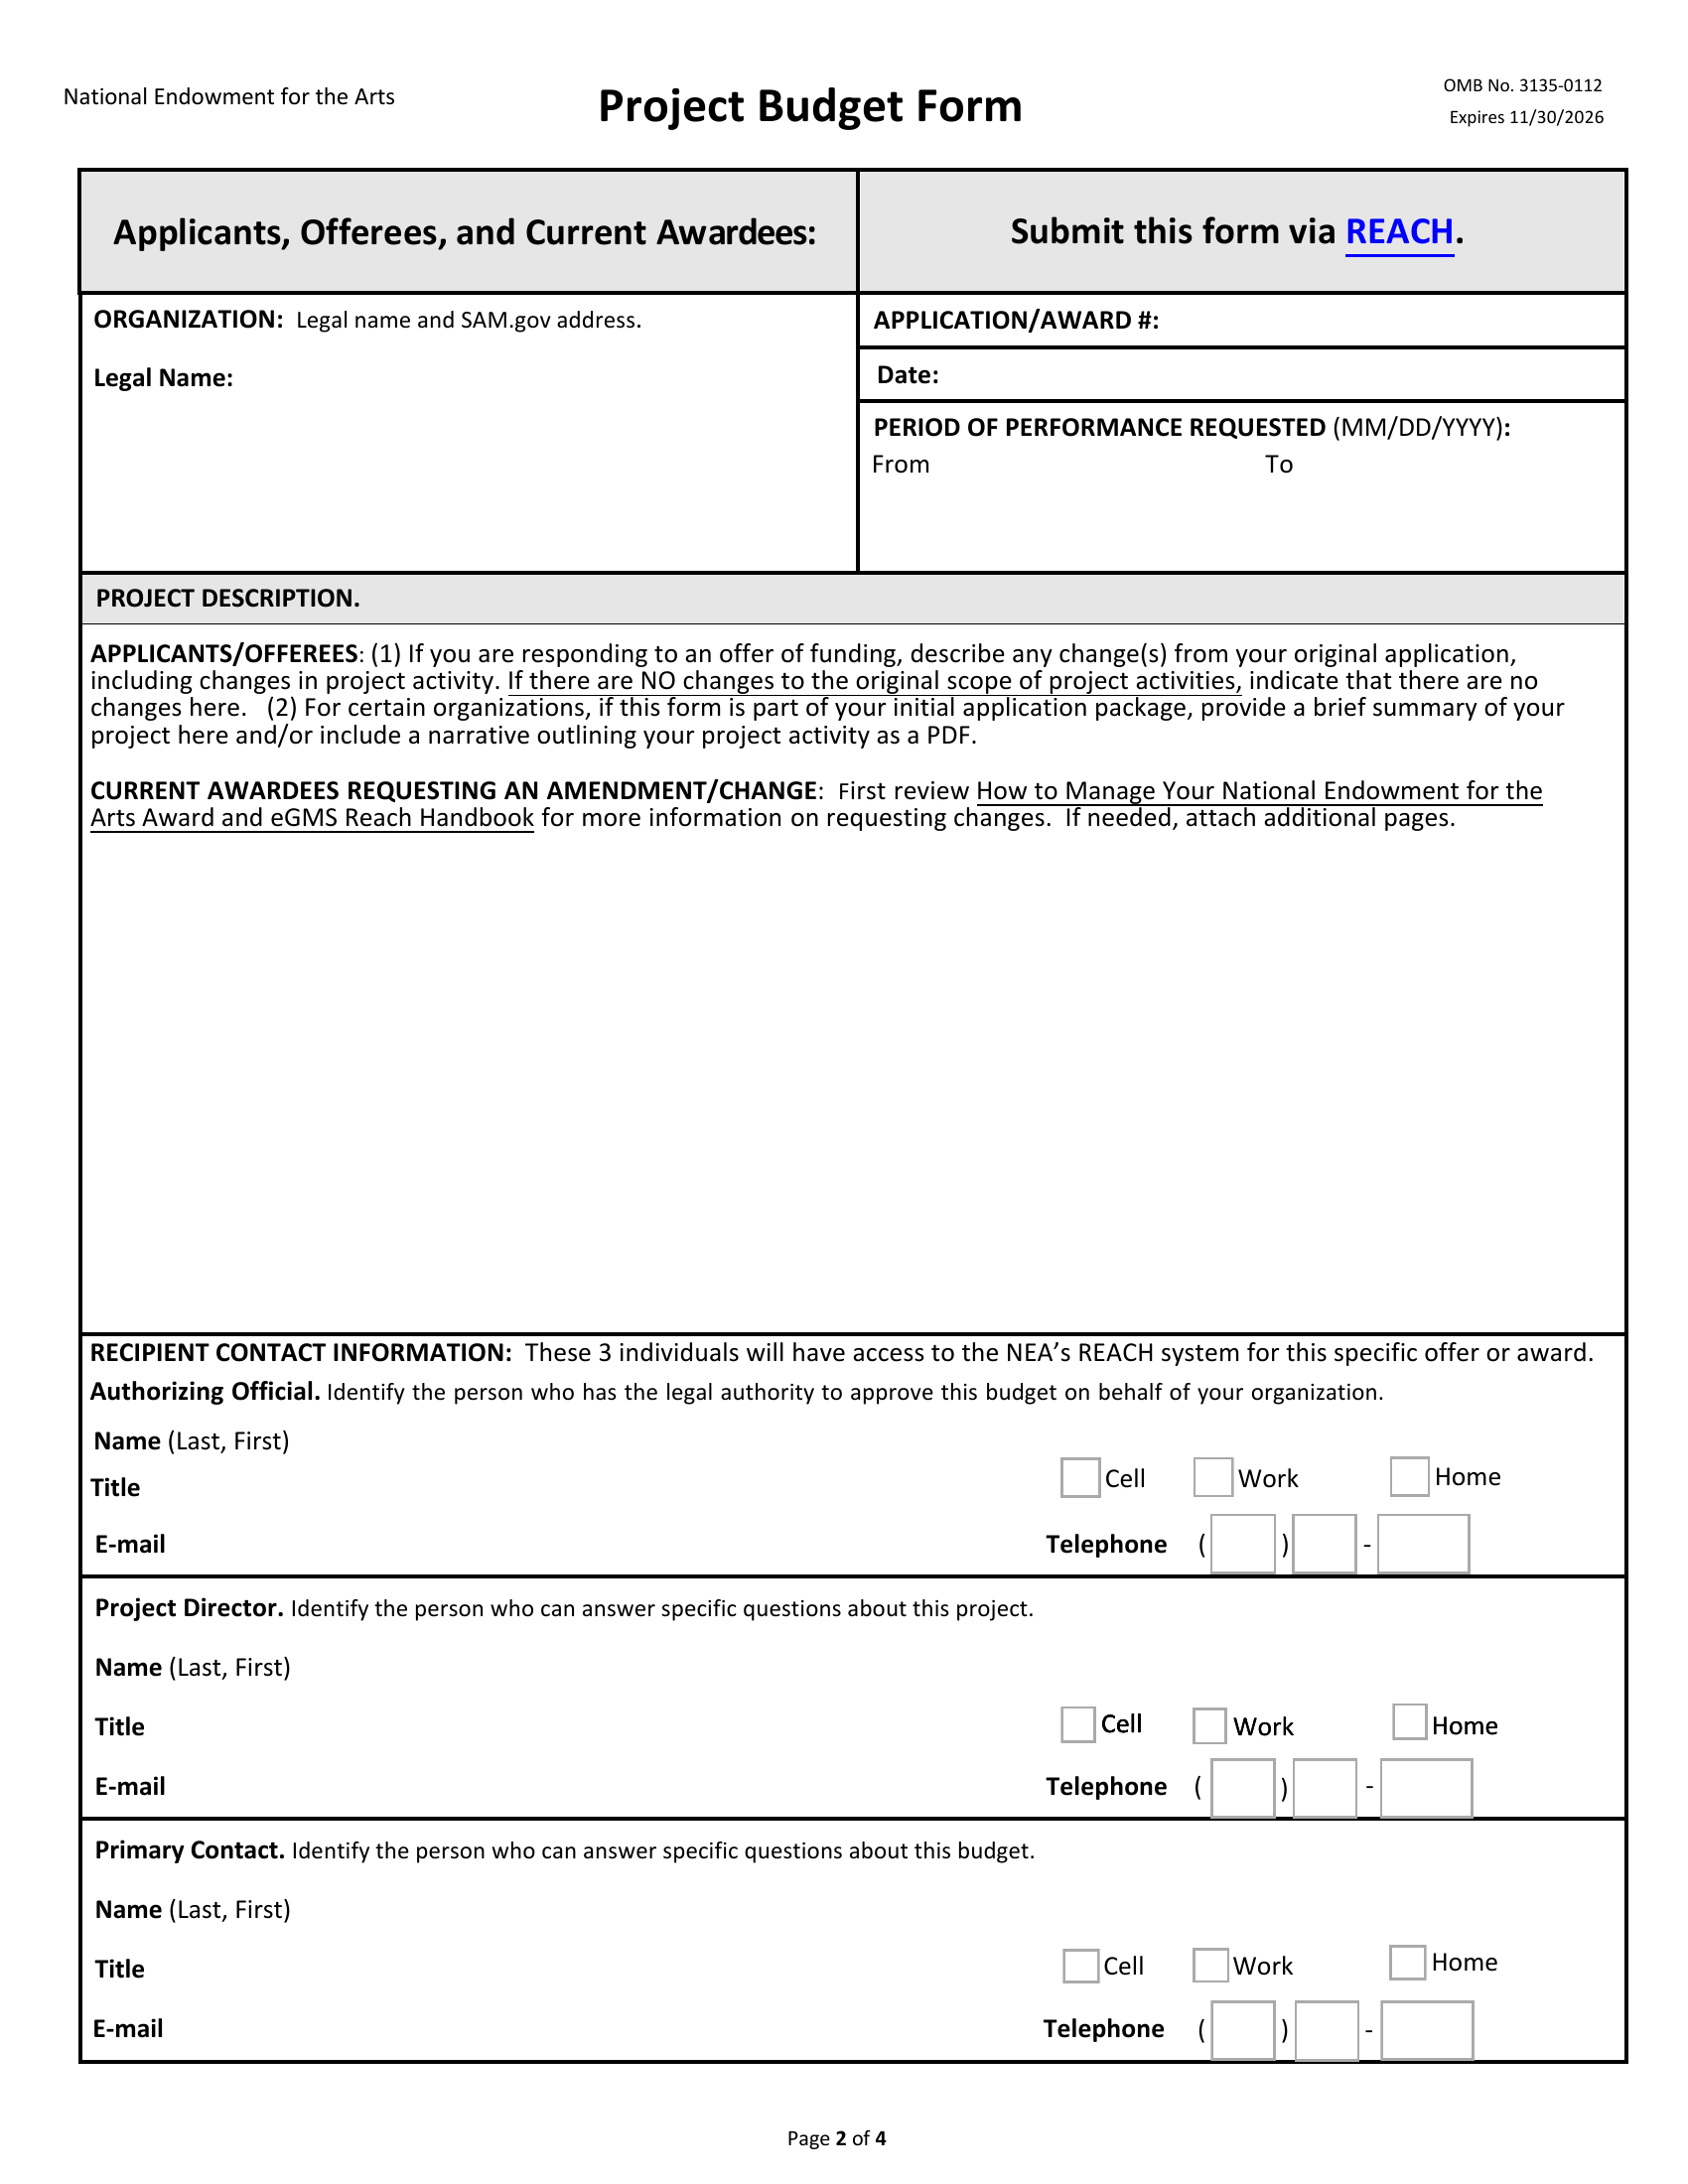 National Endowment for the Arts
Project Budget Form
OMB No. 3135-0112
Expires 11/30/2026
Applicants, Offerees, and Current Awardees:
Submit this form via REACH.
ORGANIZATION: Legal name and SAM.gov address.
Legal Name:
APPLICATION/AWARD #:
Date:
PERIOD OF PERFORMANCE REQUESTED (MM/DD/YYYY):
From To
PROJECT DESCRIPTION.
APPLICANTS/OFFEREES: (1) If you are responding to an offer of funding, describe any change(s) from your original application,
including changes in project activity. If there are NO changes to the original scope of project activities, indicate that there are no
changes here. (2) For certain organizations, if this form is part of your initial application package, provide a brief summary of your
project here and/or include a narrative outlining your project activity as a PDF.
CURRENT AWARDEES REQUESTING AN AMENDMENT/CHANGE: First review How to Manage Your National Endowment for the
Arts Award and eGMS Reach Handbook for more information on requesting changes. If needed, attach additional pages.
RECIPIENT CONTACT INFORMATION: These 3 individuals will have access to the NEA's REACH system for this specific offer or award.
Authorizing Official. Identify the person who has the legal authority to approve this budget on behalf of your organization.
Name (Last, First)
Title
Cell Work Home
E-mail
Telephone ( ) -
Project Director. Identify the person who can answer specific questions about this project.
Name (Last, First)
Title
Cell Work Home
E-mail
Telephone ( ) -
Primary Contact. Identify the person who can answer specific questions about this budget.
Name (Last, First)
Title
Cell Work Home
E-mail
Telephone ( ) -
Page 2 of 4